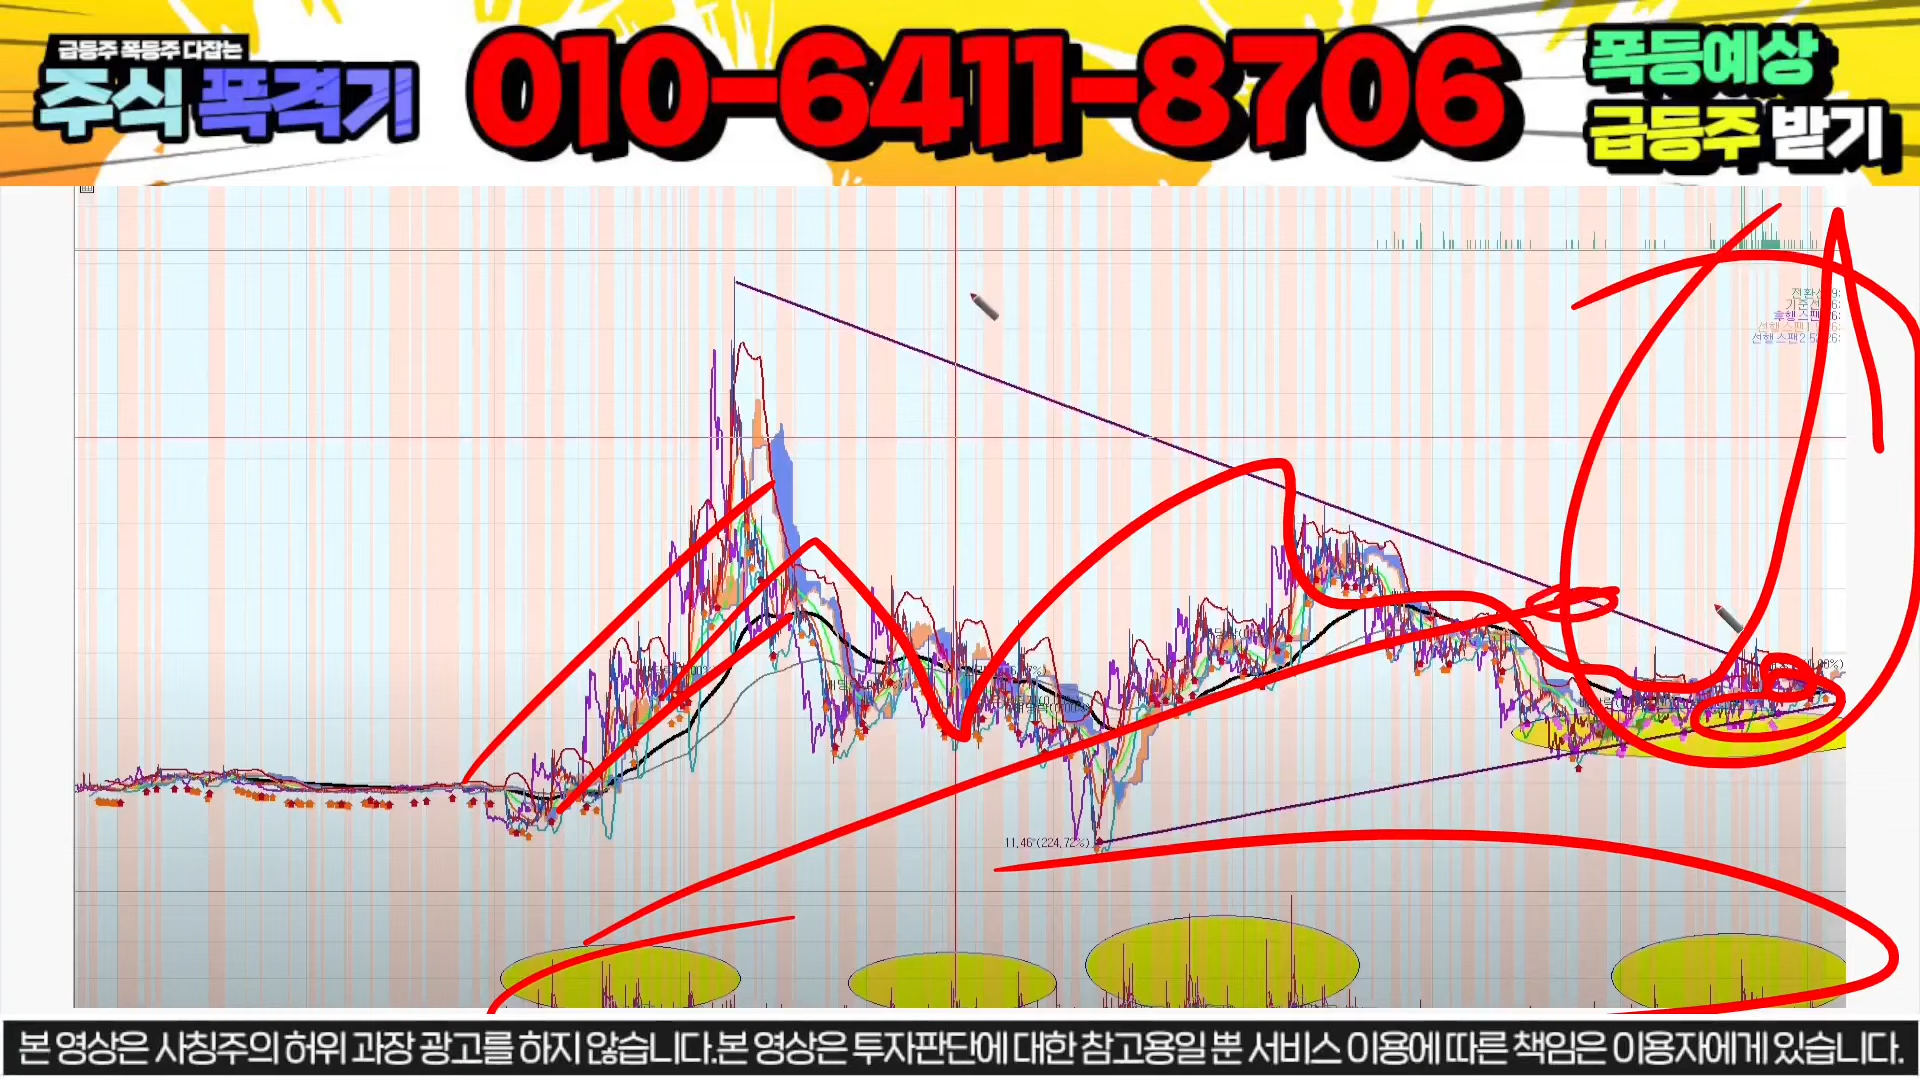 급등주 폭등주 다잡는
주식 폭격기
010-6411-8706
폭등예상
급등주 받기
11,46
(224.72%)
본 영상은 사칭주의 허위 과장 광고를 하지 않습니다.본 영상은 투자판단에 대한 참고용일 뿐 서비스 이용에 따른 책임은 이용자에게 있습니다.